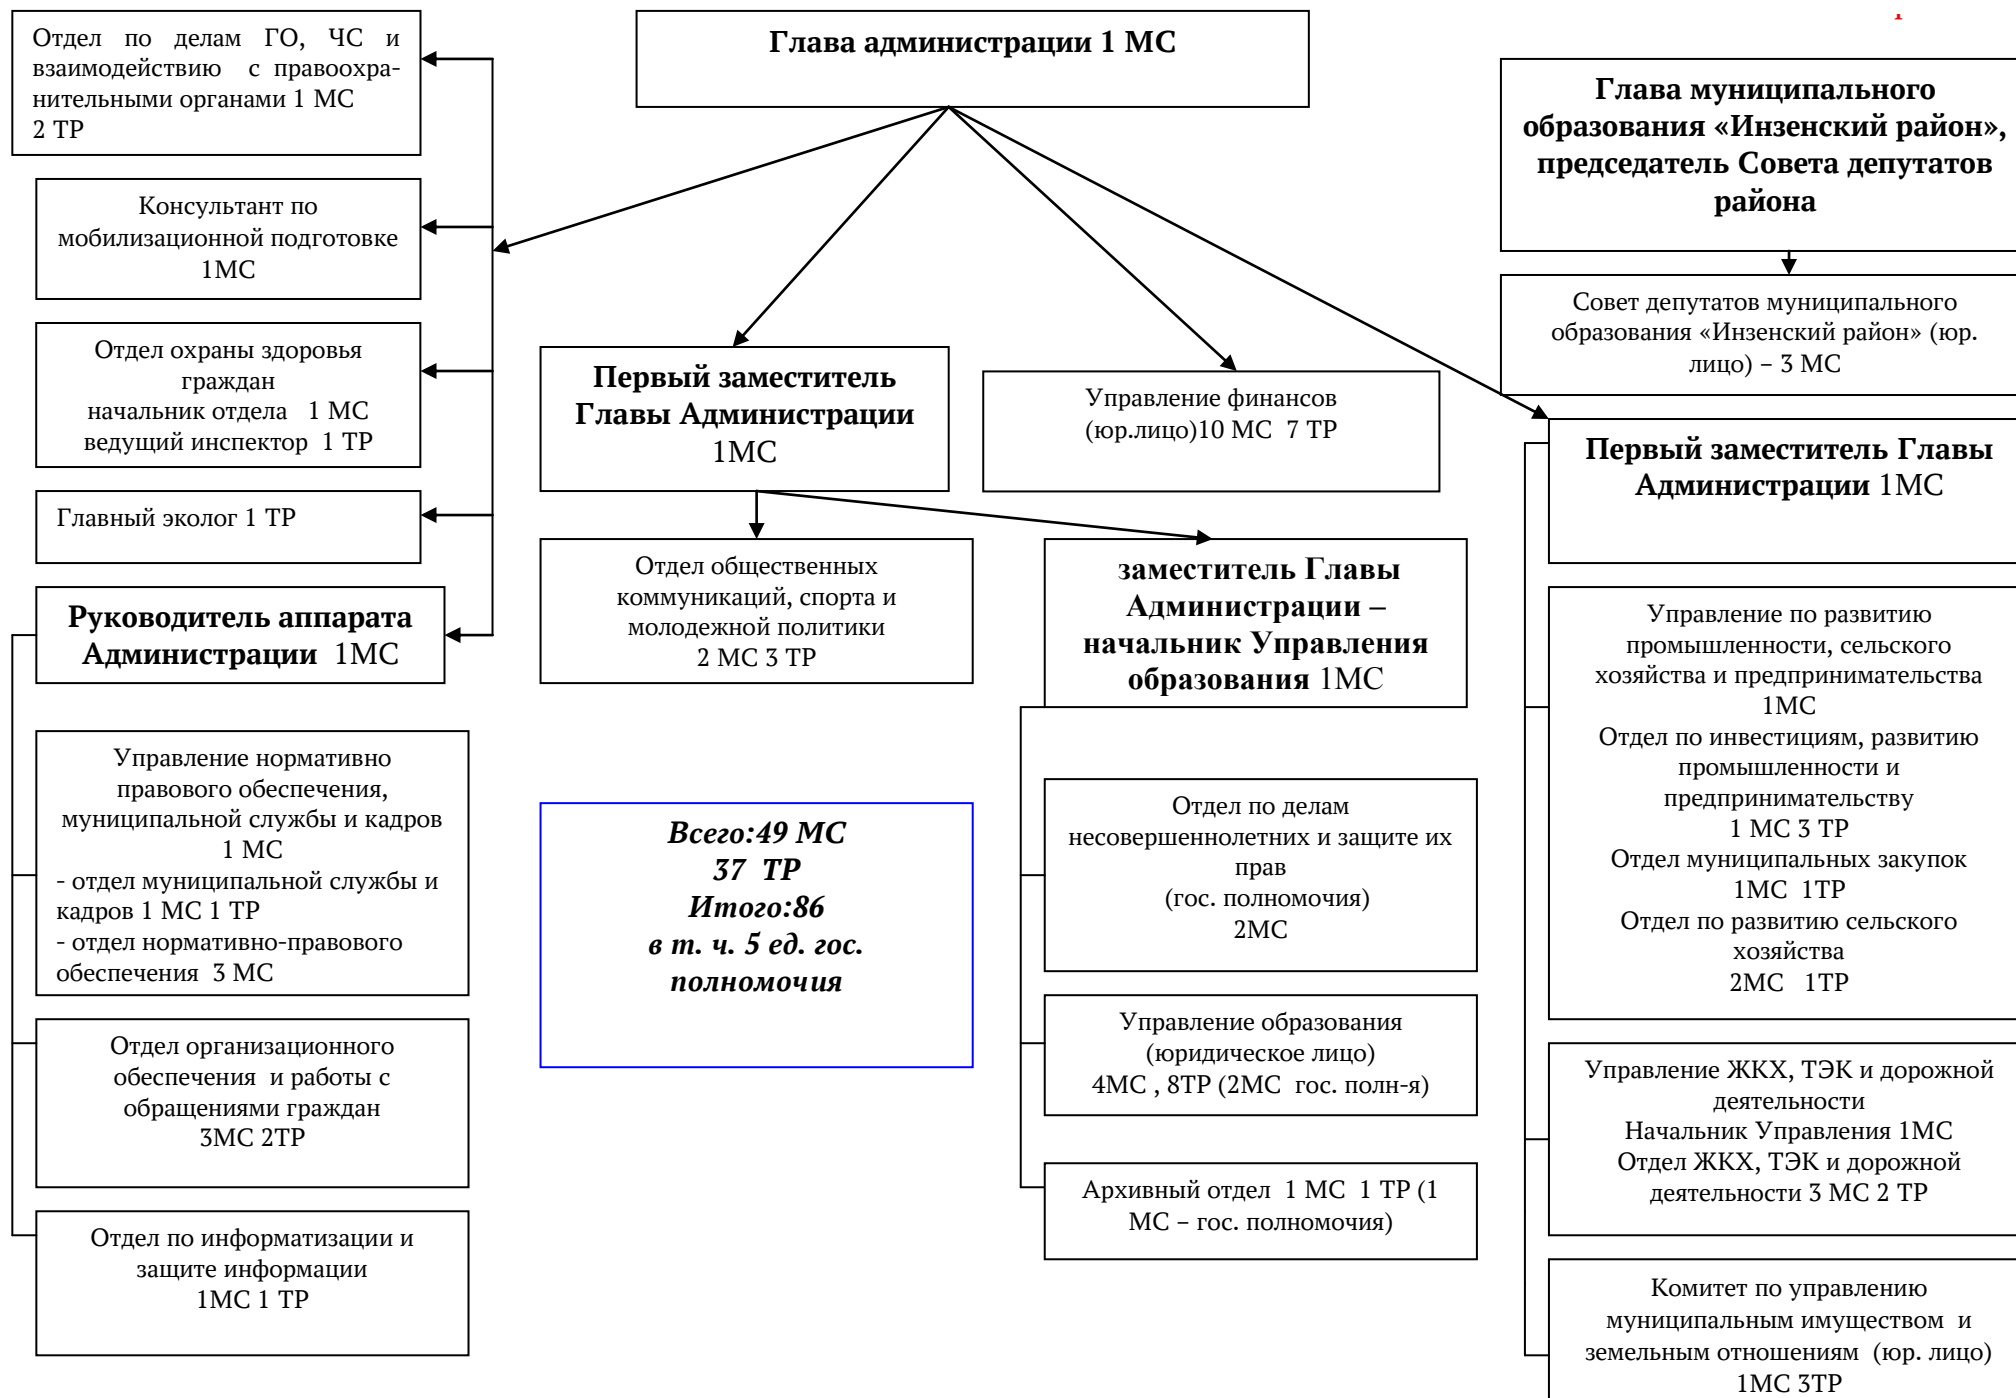 Отдел по делам ГО, ЧС и
взаимодействию с правоохра-
нительными органами 1 МС
2 ТР
Консультант по
мобилизационной подготовке
1МС
Отдел охраны здоровья
граждан
начальник отдела 1 МС
ведущий инспектор 1 ТР
Главный эколог 1 ТР
Руководитель аппарата
Администрации 1МС
Управление нормативно
правового обеспечения,
муниципальной службы и кадров
1 МС
- отдел муниципальной службы и
кадров 1 МС 1 ТР
- отдел нормативно-правового
обеспечения 3 МС
Отдел организационного
обеспечения и работы с
обращениями граждан
3МС 2ТР
Отдел по информатизации и
защите информации
1МС 1 ТР
Глава администрации 1 МС
Первый заместитель
Главы Администрации
1МС
Управление финансов
(юр.лицо)10 МС 7 ТР
Отдел общественных
коммуникаций, спорта и
молодежной политики
2 МС 3 ТР
заместитель Главы
Администрации –
начальник Управления
образования 1МС
Всего:49 МС
37 ТР
Итого:86
в т. ч. 5 ед. гос.
полномочия
Отдел по делам
несовершеннолетних и защите их
прав
(гос. полномочия)
2МС
Управление образования
(юридическое лицо)
4МС , 8ТР (2МС гос. полн-я)
Архивный отдел 1 МС 1 ТР (1
МС – гос. полномочия)
Глава муниципального
образования «Инзенский район»,
председатель Совета депутатов
района
Совет депутатов муниципального
образования «Инзенский район» (юр.
лицо) – 3 МС
Первый заместитель Главы
Администрации 1МС
Управление по развитию
промышленности, сельского
хозяйства и предпринимательства
1МС
Отдел по инвестициям, развитию
промышленности и
предпринимательству
1 МС 3 ТР
Отдел муниципальных закупок
1МС 1ТР
Отдел по развитию сельского
хозяйства
2МС 1ТР
Управление ЖКХ, ТЭК и дорожной
деятельности
Начальник Управления 1МС
Отдел ЖКХ, ТЭК и дорожной
деятельности 3 МС 2 ТР
Комитет по управлению
муниципальным имуществом и
земельным отношениям (юр. лицо)
1МС 3ТР